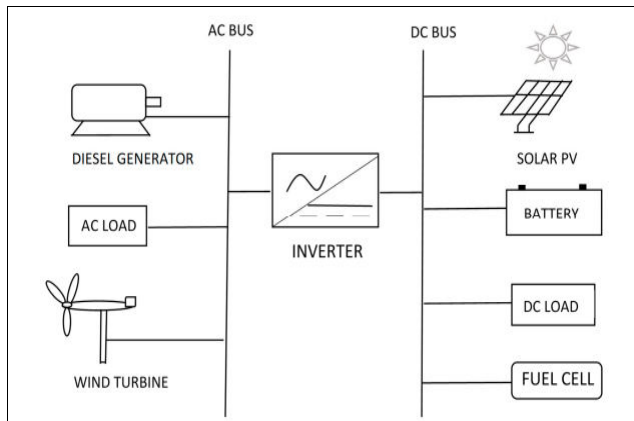 AC BUS
DC BUS
DIESEL GENERATOR
SOLAR PV
AC LOAD
BATTERY
INVERTER
DC LOAD
WIND TURBINE
FUEL CELL